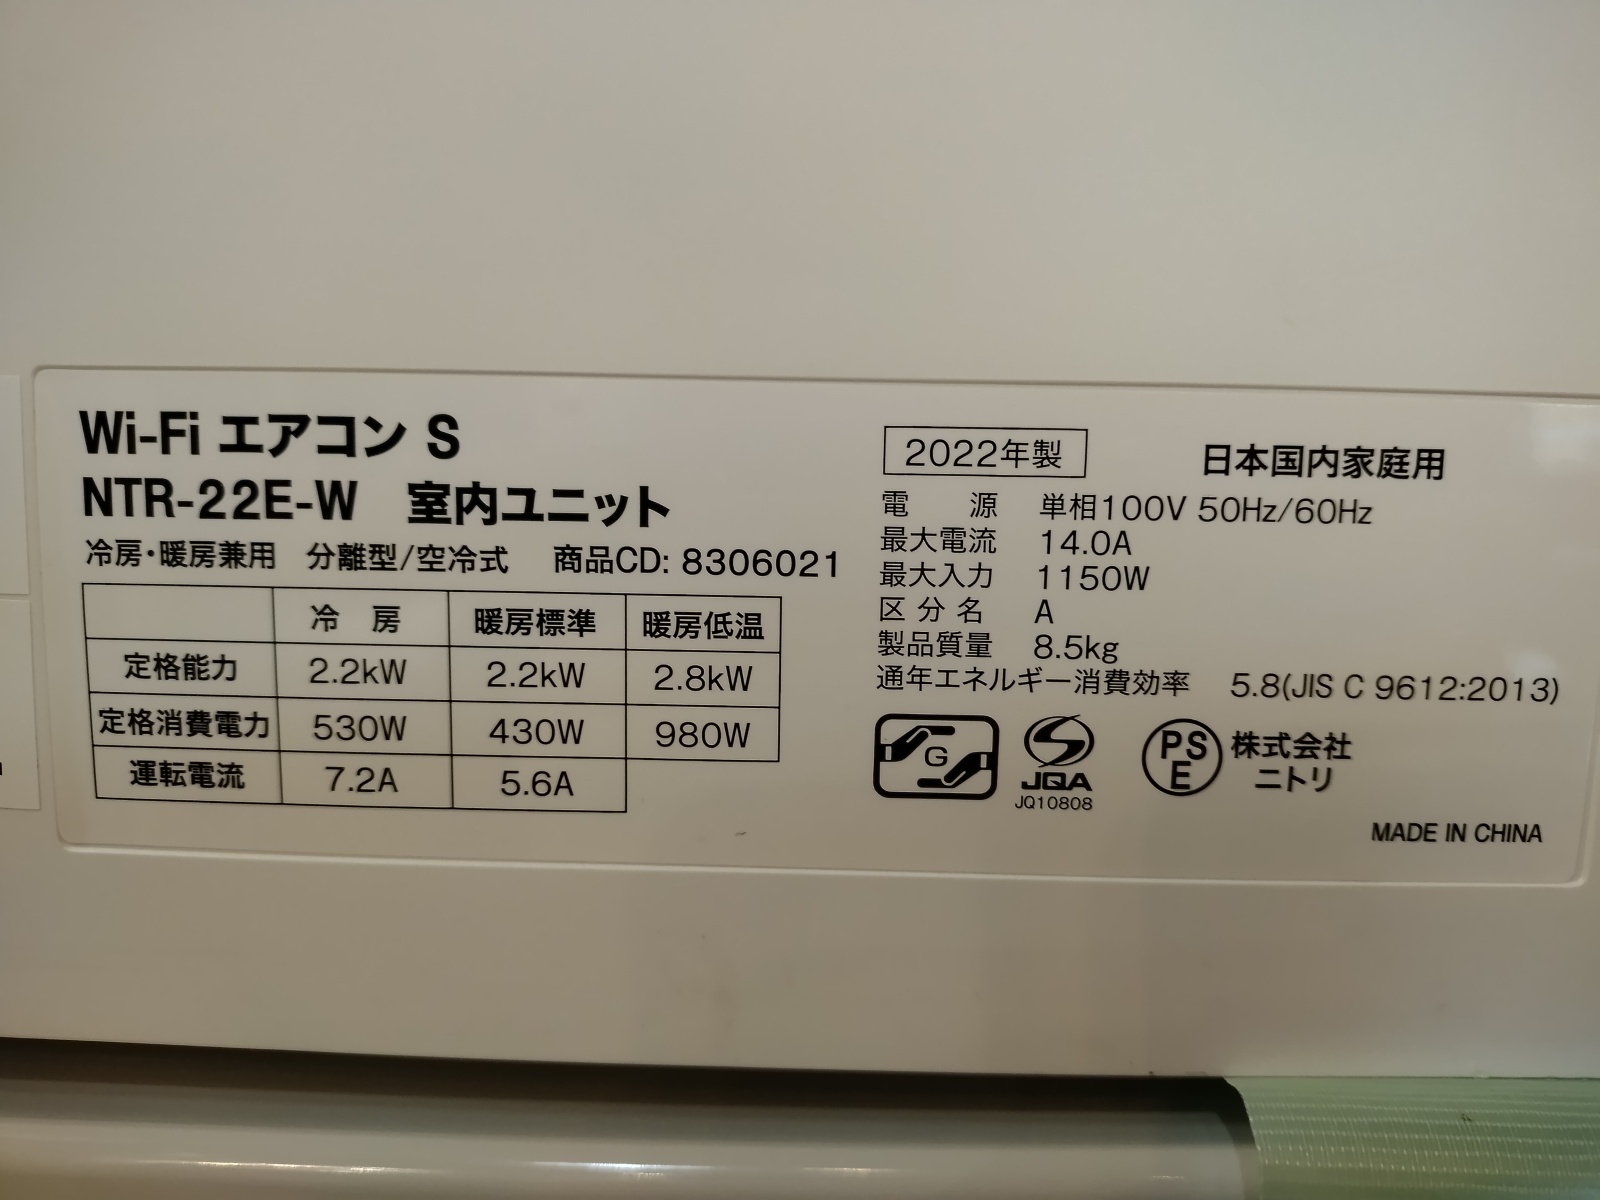 Wi-Fi エアコン S
NTR-22E-W 室内ユニット
冷房・暖房兼用 分離型/空冷式 商品CD: 8306021
冷 房 暖房標準 暖房低温
定格能力 2.2kW 2.2kW 2.8kW
定格消費電力 530W 430W 980W
運転電流 7.2A 5.6A
2022年製 日本国内家庭用
電 源 単相100V 50Hz/60Hz
最大電流 14.0A
最大入力 1150W
区分名 A
製品質量 8.5kg
通年エネルギー消費効率 5.8(JIS C 9612:2013)
G
JQA
JQ10808
PS
E
株式会社
ニトリ
MADE IN CHINA